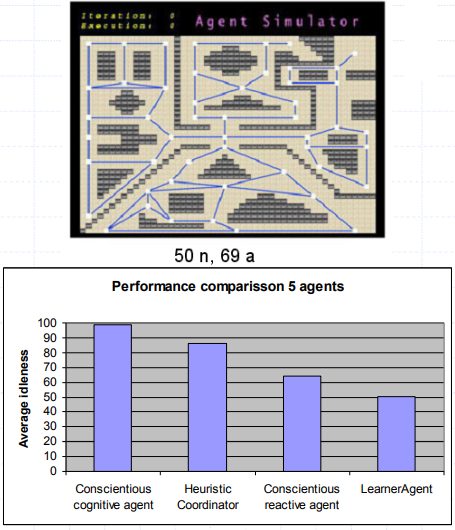 Iteration: 0
Execution: 0
Agent Simulator
50 n, 69 a
Performance comparisson 5 agents
Average idleness
100
90
80
70
60
50
40
30
20
10
0
Conscientious
cognitive agent
Heuristic
Coordinator
Conscientious
reactive agent
LearnerAgent